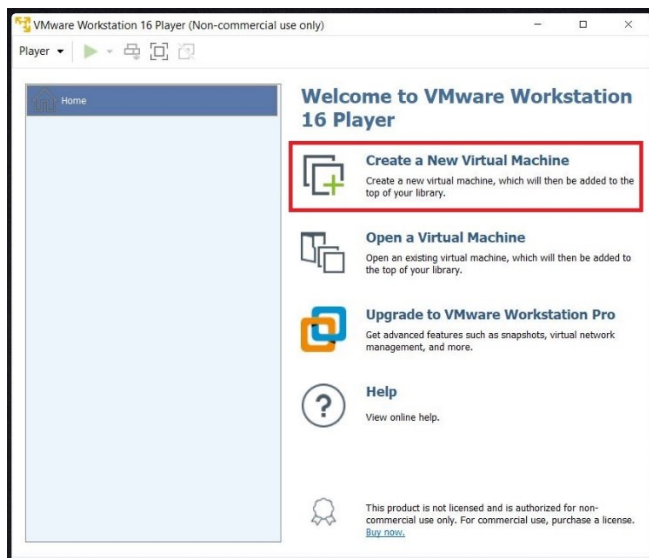 VMware Workstation 16 Player (Non-commercial use only)
Player
Home
Welcome to VMware Workstation
16 Player
Create a New Virtual Machine
Create a new virtual machine, which will then be added to the
top of your library.
Open a Virtual Machine
Open an existing virtual machine, which will then be added to
the top of your library.
Upgrade to VMware Workstation Pro
Get advanced features such as snapshots, virtual network
management, and more.
Help
View online help.
This product is not licensed and is authorized for non-
commercial use only. For commercial use, purchase a license.
Buy now.